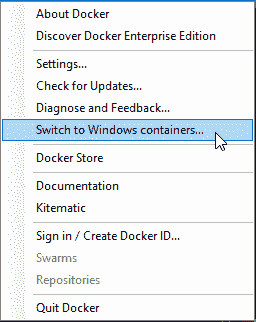 About Docker
Discover Docker Enterprise Edition
Settings...
Check for Updates...
Diagnose and Feedback...
Switch to Windows containers...
Docker Store
Documentation
Kitematic
Sign in / Create Docker ID...
Swarms
Repositories
Quit Docker